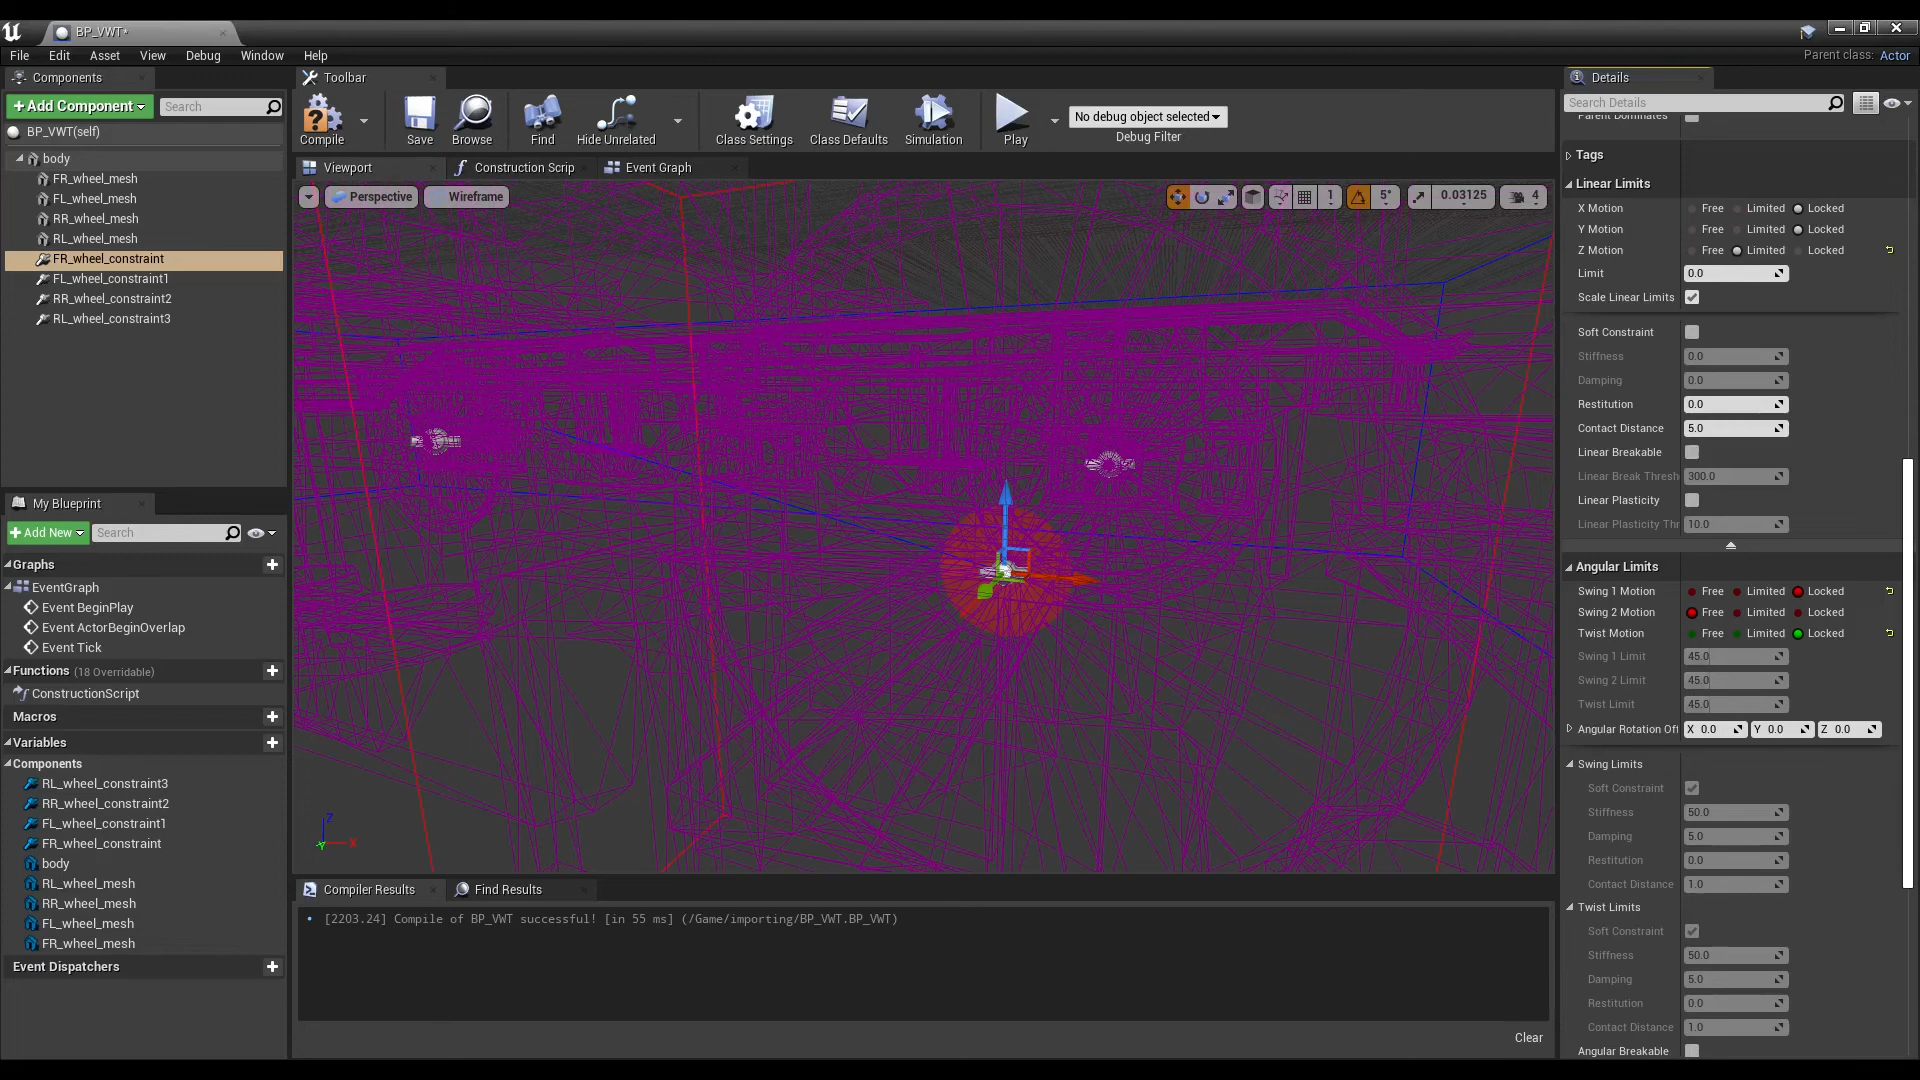 BP_VWT*
File Edit Asset View Debug Window Help
Parent class: Actor
Components
+Add Component
Search
BP_VWT(self)
body
FR_wheel_mesh
FL_wheel_mesh
RR_wheel_mesh
RL_wheel_mesh
FR_wheel_constraint
FL_wheel_constraint1
RR_wheel_constraint2
RL_wheel_constraint3
My Blueprint
+Add New
Search
Graphs
EventGraph
Event BeginPlay
Event ActorBeginOverlap
Event Tick
Functions (18 Overridable)
ConstructionScript
Macros
Variables
Components
RL_wheel_constraint3
RR_wheel_constraint2
FL_wheel_constraint1
FR_wheel_constraint
body
RL_wheel_mesh
RR_wheel_mesh
FL_wheel_mesh
FR_wheel_mesh
Event Dispatchers
Toolbar
Compile
Save
Browse
Find
Hide Unrelated
Class Settings
Class Defaults
Simulation
Play
No debug object selected
Debug Filter
Viewport
Construction Scrip
Event Graph
Perspective
Wireframe
1
5°
0.03125
4
Z
X
Y
Compiler Results
Find Results
[2203.24] Compile of BP_VWT successful! [in 55 ms] (/Game/importing/BP_VWT.BP_VWT)
Clear
Details
Search Details
Parent Dominates
Tags
Linear Limits
X Motion Free Limited Locked
Y Motion Free Limited Locked
Z Motion Free Limited Locked
Limit 0.0
Scale Linear Limits
Soft Constraint
Stiffness 0.0
Damping 0.0
Restitution 0.0
Contact Distance 5.0
Linear Breakable
Linear Break Thresh 300.0
Linear Plasticity
Linear Plasticity Thr 10.0
Angular Limits
Swing 1 Motion Free Limited Locked
Swing 2 Motion Free Limited Locked
Twist Motion Free Limited Locked
Swing 1 Limit 45.0
Swing 2 Limit 45.0
Twist Limit 45.0
Angular Rotation Off X 0.0 Y 0.0 Z 0.0
Swing Limits
Soft Constraint
Stiffness 50.0
Damping 5.0
Restitution 0.0
Contact Distance 1.0
Twist Limits
Soft Constraint
Stiffness 50.0
Damping 5.0
Restitution 0.0
Contact Distance 1.0
Angular Breakable